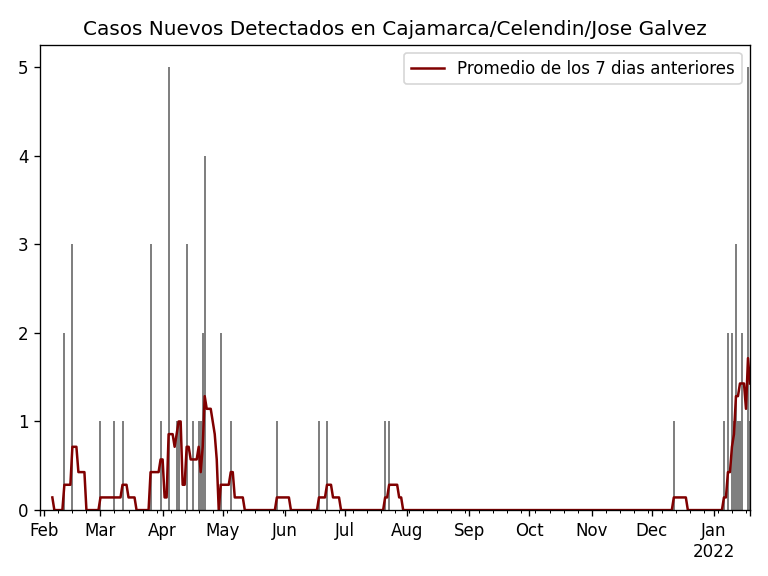 Casos Nuevos Detectados en Cajamarca/Celendin/Jose Galvez
Promedio de los 7 dias anteriores
5
4
3
2
1
0
Feb Mar Apr May Jun Jul Aug Sep Oct Nov Dec Jan
2022